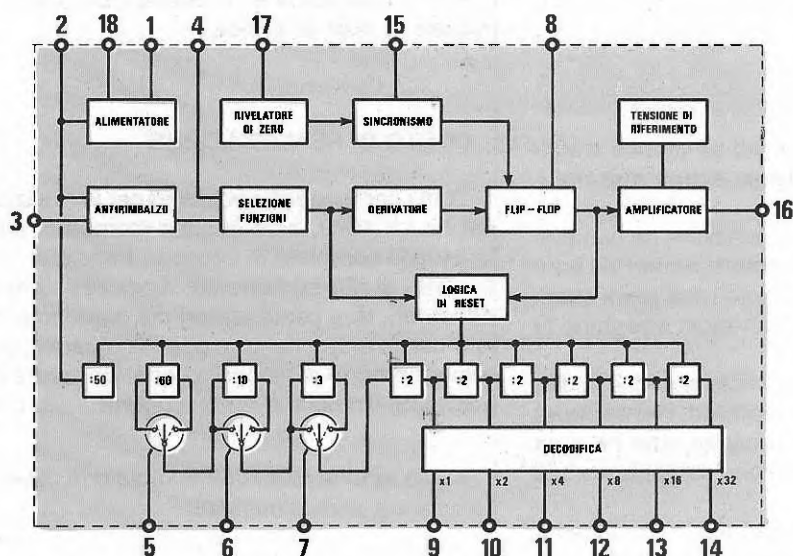 2
18
1
4
17
15
8
ALIMENTATORE
RIVELATORE
DI ZERO
SINCRONISMO
TENSIONE DI
RIFERIMENTO
3
ANTIRIMBALZO
SELEZIONE
FUNZIONI
DERIVATORE
FLIP-FLOP
AMPLIFICATORE
16
LOGICA
DI RESET
:50
:60
:10
:3
:2
:2
:2
:2
:2
:2
DECODIFICA
x1
x2
x4
x8
x16
x32
5
6
7
9
10
11
12
13
14